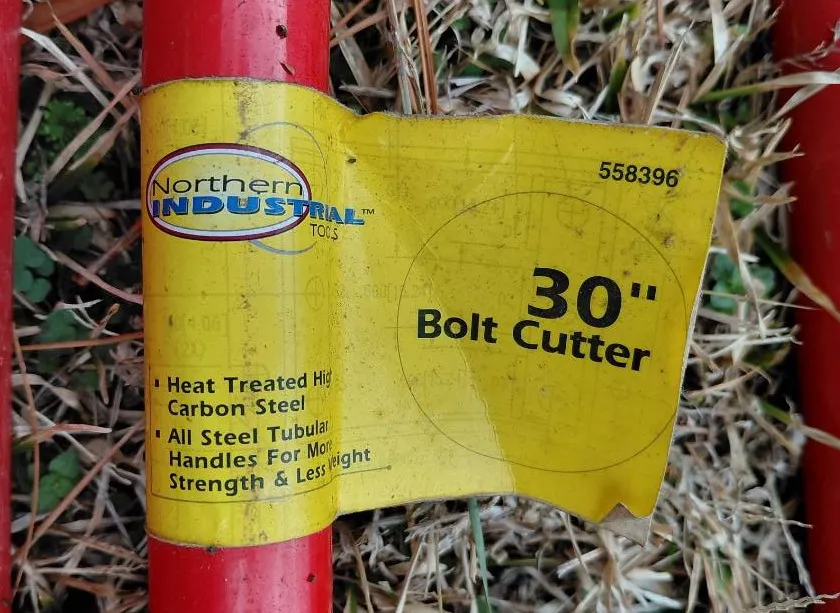 558396
Northern
INDUSTRIAL™
TOOLS
30"
Bolt Cutter
▪ Heat Treated High
Carbon Steel
▪ All Steel Tubular
Handles For More
Strength & Less Weight